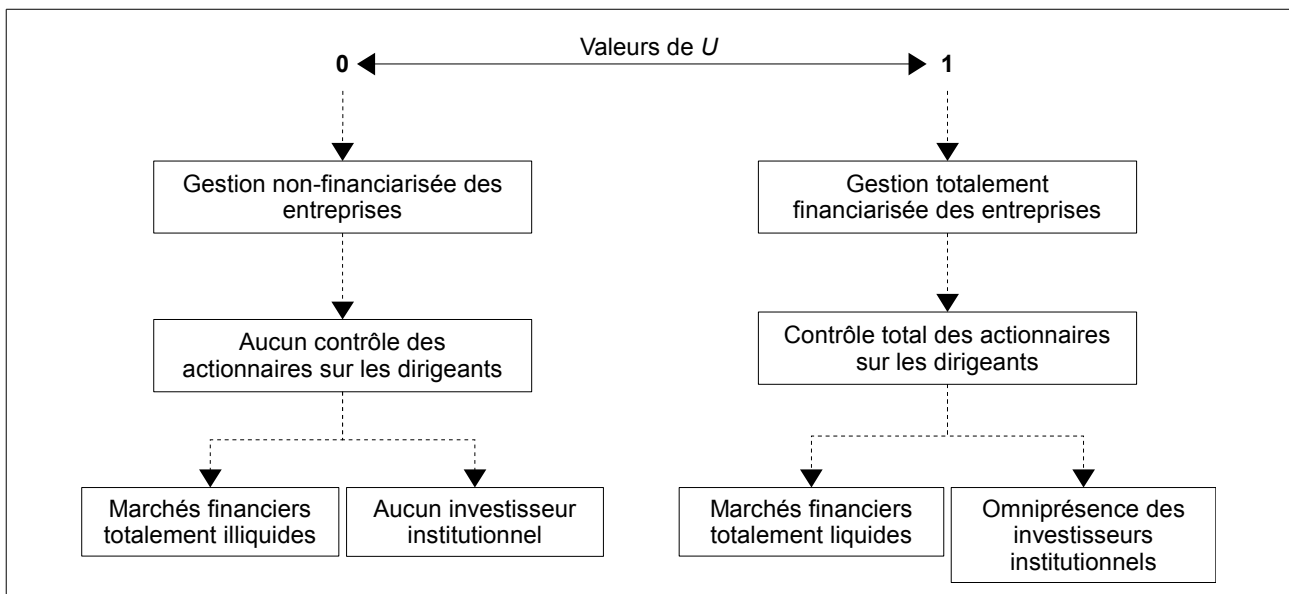 Valeurs de U
0
1
Gestion non-financiarisée des
entreprises
Gestion totalement
financiarisée des entreprises
Aucun contrôle des
actionnaires sur les dirigeants
Contrôle total des actionnaires
sur les dirigeants
Marchés financiers
totalement illiquides
Aucun investisseur
institutionnel
Marchés financiers
totalement liquides
Omniprésence des
investisseurs
institutionnels